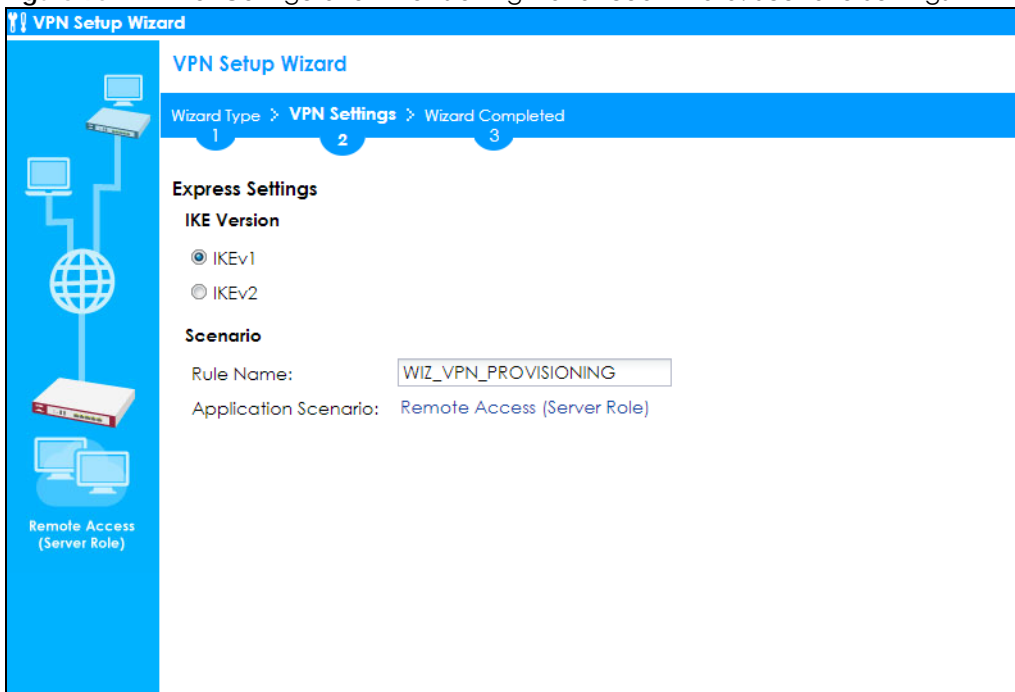 VPN Setup Wizard
VPN Setup Wizard
Wizard Type > VPN Settings > Wizard Completed
1 2 3
Express Settings
IKE Version
IKEv1
IKEv2
Scenario
Rule Name: WIZ_VPN_PROVISIONING
Application Scenario: Remote Access (Server Role)
Remote Access
(Server Role)